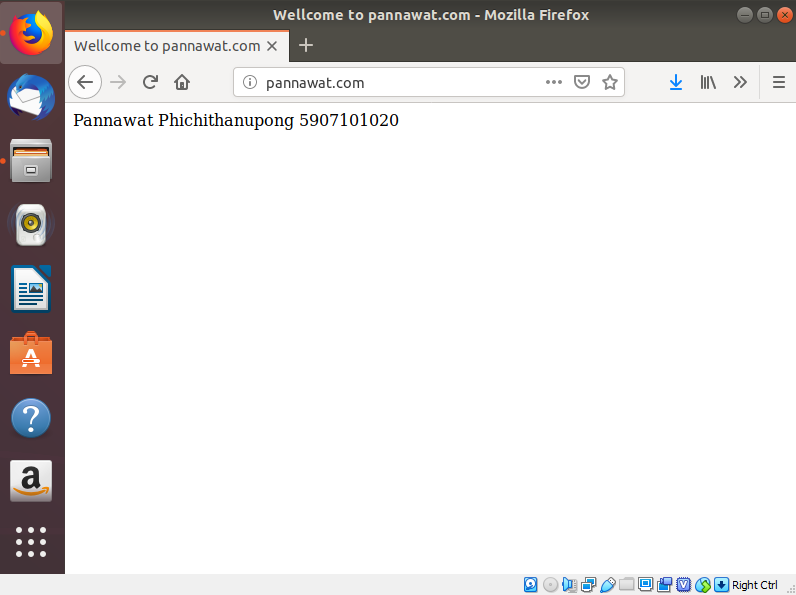 Wellcome to pannawat.com - Mozilla Firefox
Wellcome to pannawat.com
pannawat.com
Pannawat Phichithanupong 5907101020
Right Ctrl